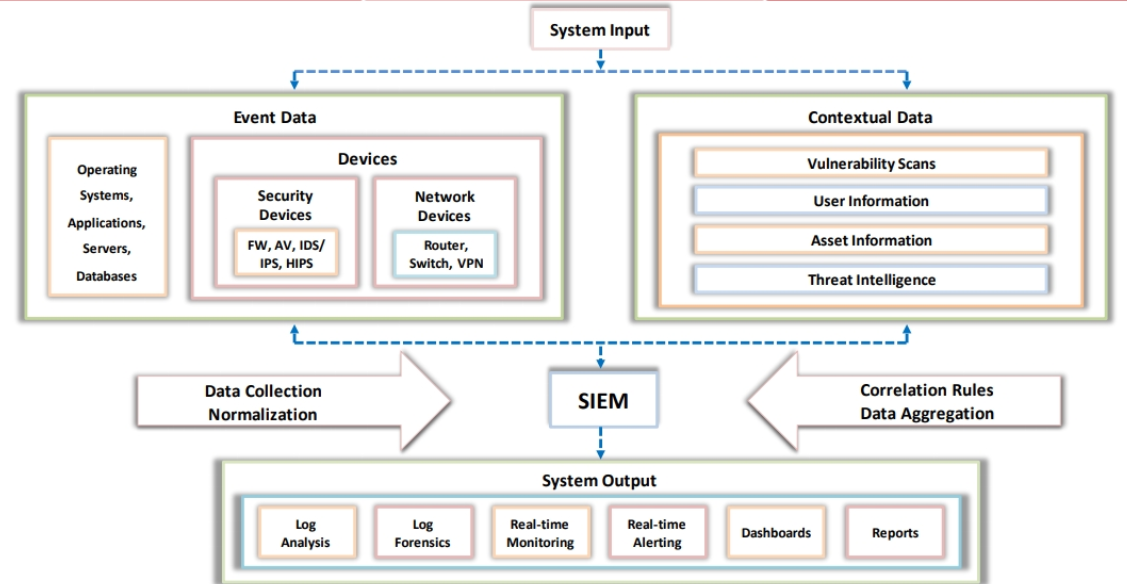 System Input
Event Data
Operating
Systems,
Applications,
Servers,
Databases
Devices
Security
Devices
FW, AV, IDS/
IPS, HIPS
Network
Devices
Router,
Switch, VPN
Contextual Data
Vulnerability Scans
User Information
Asset Information
Threat Intelligence
Data Collection
Normalization
SIEM
Correlation Rules
Data Aggregation
System Output
Log
Analysis
Log
Forensics
Real-time
Monitoring
Real-time
Alerting
Dashboards
Reports